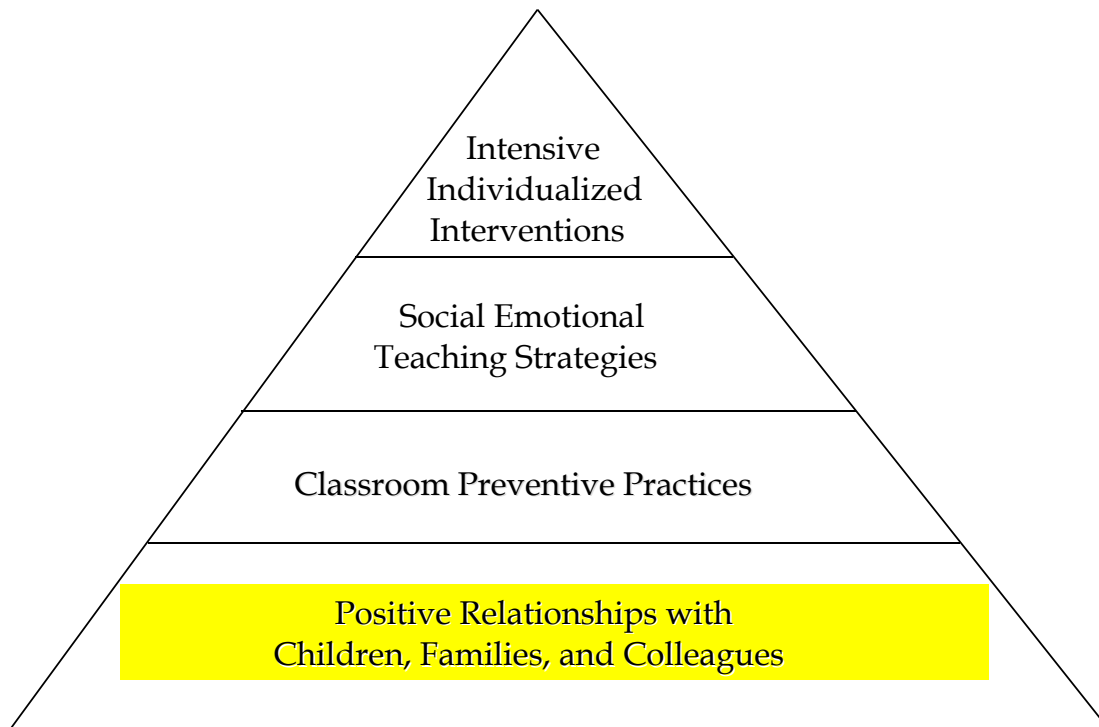 Intensive
Individualized
Interventions
Social Emotional
Teaching Strategies
Classroom Preventive Practices
Positive Relationships with
Children, Families, and Colleagues